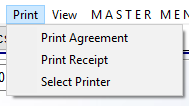 Print View MASTER MEN
Print Agreement
Print Receipt
Select Printer